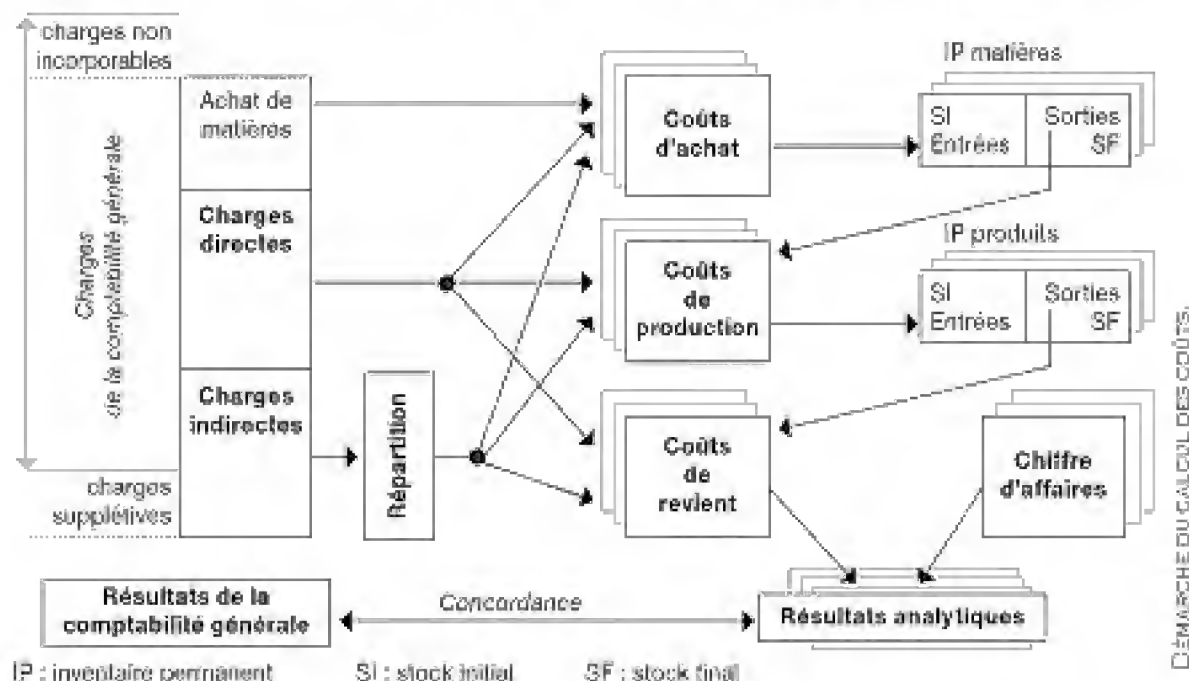 charges non
incorporables
Charges
de la comptabilité générale
Achat de
matières
Charges
directes
Charges
indirectes
charges
supplétives
Répartition
Coûts
d'achat
Coûts
de
production
Coûts
de
revient
IP matières
SI Sorties
Entrées SF
IP produits
SI Sorties
Entrées SF
Chiffre
d'affaires
Résultats de la
comptabilité générale
Concordance
Résultats analytiques
IP : inventaire permanent SI : stock initial SF : stock final
DÉMARCHE DU CALCUL DES COÛTS.